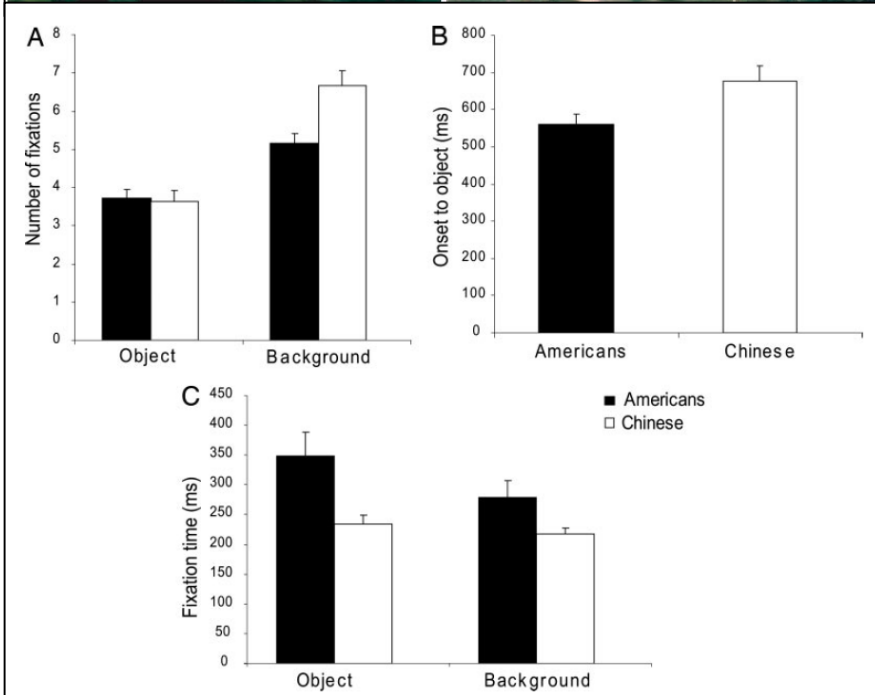 A
Number of fixations
8
7
6
5
4
3
2
1
0
Object Background
B
Onset to object (ms)
800
700
600
500
400
300
200
100
0
Americans Chinese
C
Fixation time (ms)
450
400
350
300
250
200
150
100
50
0
Object Background
Americans
Chinese